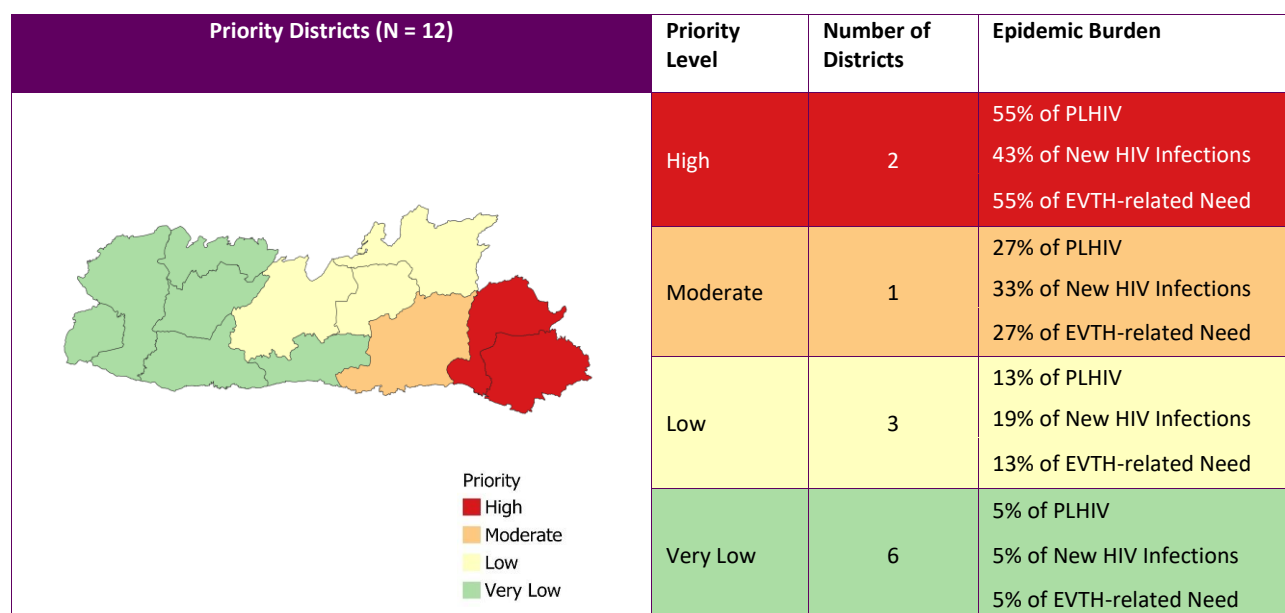 Priority Districts (N = 12)
Priority
Level
Number of
Districts
Epidemic Burden
High
2
55% of PLHIV
43% of New HIV Infections
55% of EVTH-related Need
Moderate
1
27% of PLHIV
33% of New HIV Infections
27% of EVTH-related Need
Low
3
13% of PLHIV
19% of New HIV Infections
13% of EVTH-related Need
Very Low
6
5% of PLHIV
5% of New HIV Infections
5% of EVTH-related Need
Priority
High
Moderate
Low
Very Low